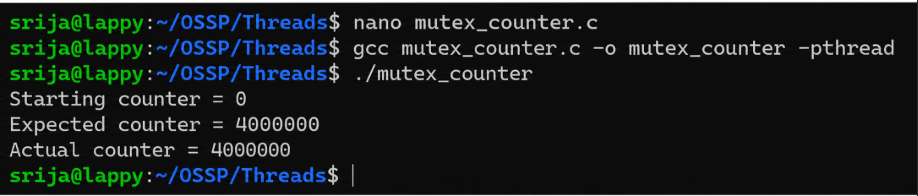 srija@lappy:~/OSSP/Threads$ nano mutex_counter.c
srija@lappy:~/OSSP/Threads$ gcc mutex_counter.c -o mutex_counter -pthread
srija@lappy:~/OSSP/Threads$ ./mutex_counter
Starting counter = 0
Expected counter = 4000000
Actual counter = 4000000
srija@lappy:~/OSSP/Threads$